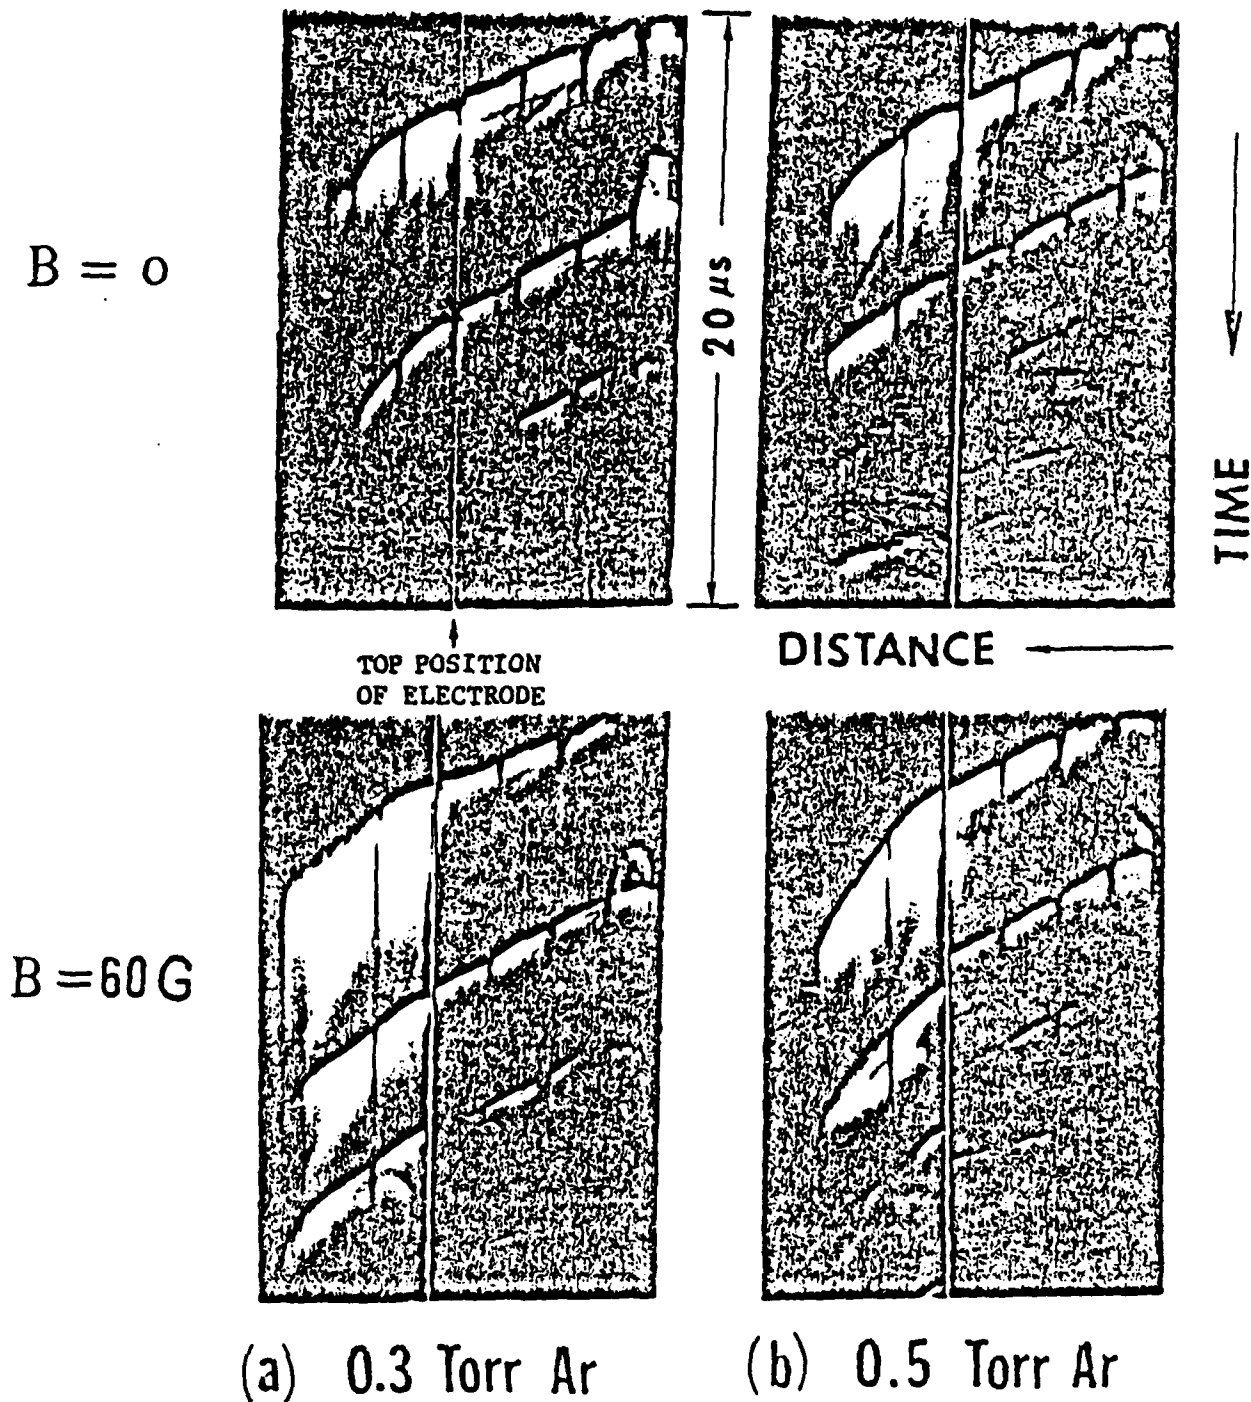 B = o
20 μs
TIME
TOP POSITION
OF ELECTRODE
DISTANCE
B = 60 G
(a) 0.3 Torr Ar
(b) 0.5 Torr Ar